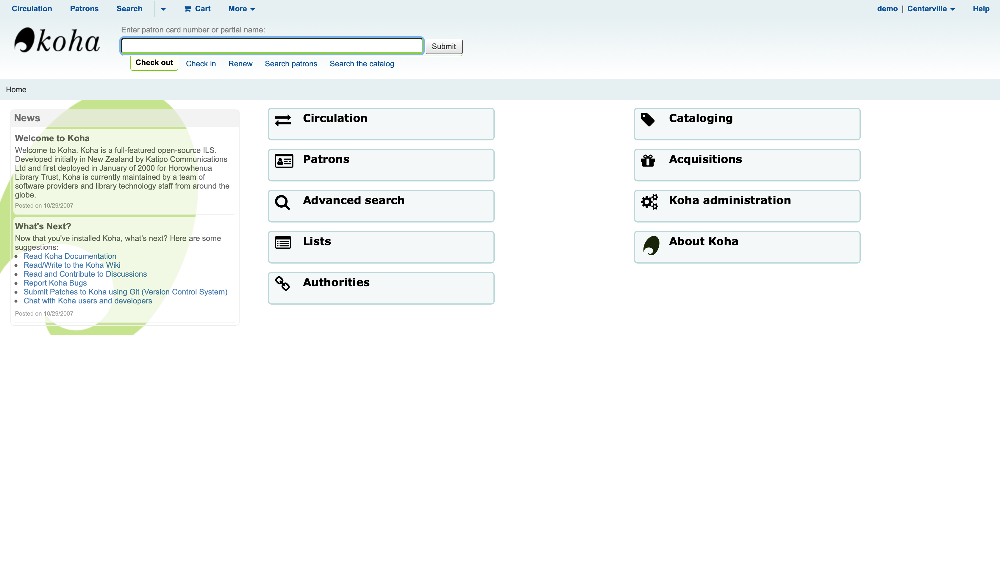 Circulation Patrons Search Cart More demo | Centerville Help
koha
Enter patron card number or partial name:
Submit
Check out Check in Renew Search patrons Search the catalog
Home
News
Welcome to Koha
Welcome to Koha. Koha is a full-featured open-source ILS.
Developed initially in New Zealand by Katipo Communications
Ltd and first deployed in January of 2000 for Horowhenua
Library Trust, Koha is currently maintained by a team of
software providers and library technology staff from around the
globe.
Posted on 10/29/2007
What's Next?
Now that you've installed Koha, what's next? Here are some
suggestions:
Read Koha Documentation
Read/Write to the Koha Wiki
Read and Contribute to Discussions
Report Koha Bugs
Submit Patches to Koha using Git (Version Control System)
Chat with Koha users and developers
Posted on 10/29/2007
Circulation
Patrons
Advanced search
Lists
Authorities
Cataloging
Acquisitions
Koha administration
About Koha